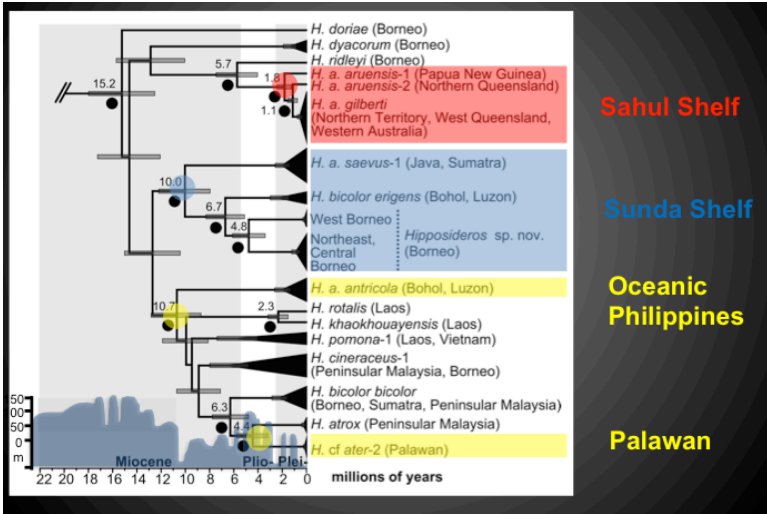 H. doriae (Borneo)
H. dyacorum (Borneo)
H. ridleyi (Borneo)
5.7
H. a. aruensis-1 (Papua New Guinea)
1.8
H. a. aruensis-2 (Northern Queensland)
15.2
H. a. gilberti
1.1
(Northern Territory, West Queensland,
Western Australia)
Sahul Shelf
H. a. saevus-1 (Java, Sumatra)
10.0
H. bicolor erigens (Bohol, Luzon)
6.7
West Borneo
4.8
Northeast,
Central
Borneo
Hipposideros sp. nov.
(Borneo)
Sunda Shelf
H. a. antricola (Bohol, Luzon)
10.7
2.3
H. rotalis (Laos)
H. khaokhouayensis (Laos)
H. pomona-1 (Laos, Vietnam)
Oceanic
Philippines
H. cineraceus-1
(Peninsular Malaysia, Borneo)
H. bicolor bicolor
(Borneo, Sumatra, Peninsular Malaysia)
6.3
4.4
H. atrox (Peninsular Malaysia)
H. cf ater-2 (Palawan)
Palawan
50
00
50
0
m
Miocene
Plio-
Plei-
22 20 18 16 14 12 10 8 6 4 2 0
millions of years